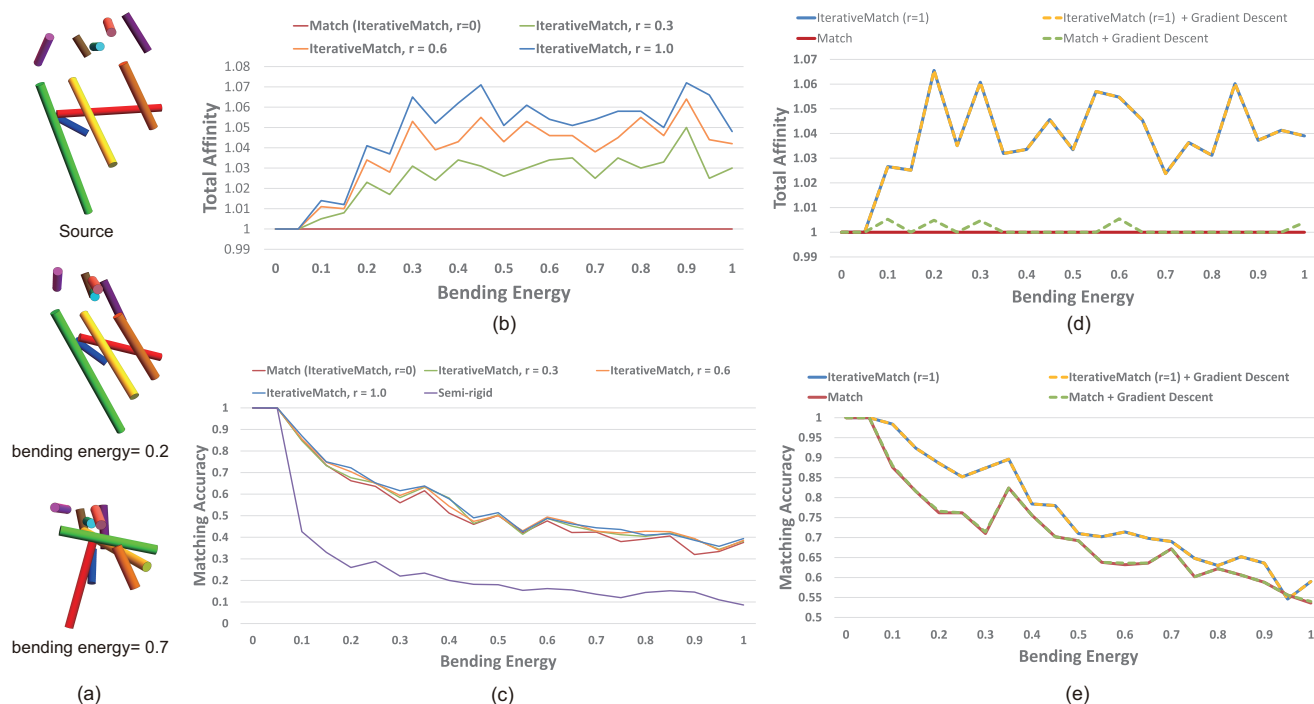 Source
bending energy= 0.2
bending energy= 0.7
(a)
Match (IterativeMatch, r=0)
IterativeMatch, r = 0.3
IterativeMatch, r = 0.6
IterativeMatch, r = 1.0
Total Affinity
1.08
1.07
1.06
1.05
1.04
1.03
1.02
1.01
1
0.99
0 0.1 0.2 0.3 0.4 0.5 0.6 0.7 0.8 0.9 1
Bending Energy
(b)
Match (IterativeMatch, r=0)
IterativeMatch, r = 0.3
IterativeMatch, r = 0.6
IterativeMatch, r = 1.0
Semi-rigid
Matching Accuracy
1
0.9
0.8
0.7
0.6
0.5
0.4
0.3
0.2
0.1
0
0 0.1 0.2 0.3 0.4 0.5 0.6 0.7 0.8 0.9 1
Bending Energy
(c)
IterativeMatch (r=1)
IterativeMatch (r=1) + Gradient Descent
Match
Match + Gradient Descent
Total Affinity
1.07
1.06
1.05
1.04
1.03
1.02
1.01
1
0.99
0 0.1 0.2 0.3 0.4 0.5 0.6 0.7 0.8 0.9 1
Bending Energy
(d)
IterativeMatch (r=1)
IterativeMatch (r=1) + Gradient Descent
Match
Match + Gradient Descent
Matching Accuracy
1
0.95
0.9
0.85
0.8
0.75
0.7
0.65
0.6
0.55
0.5
0 0.1 0.2 0.3 0.4 0.5 0.6 0.7 0.8 0.9 1
Bending Energy
(e)